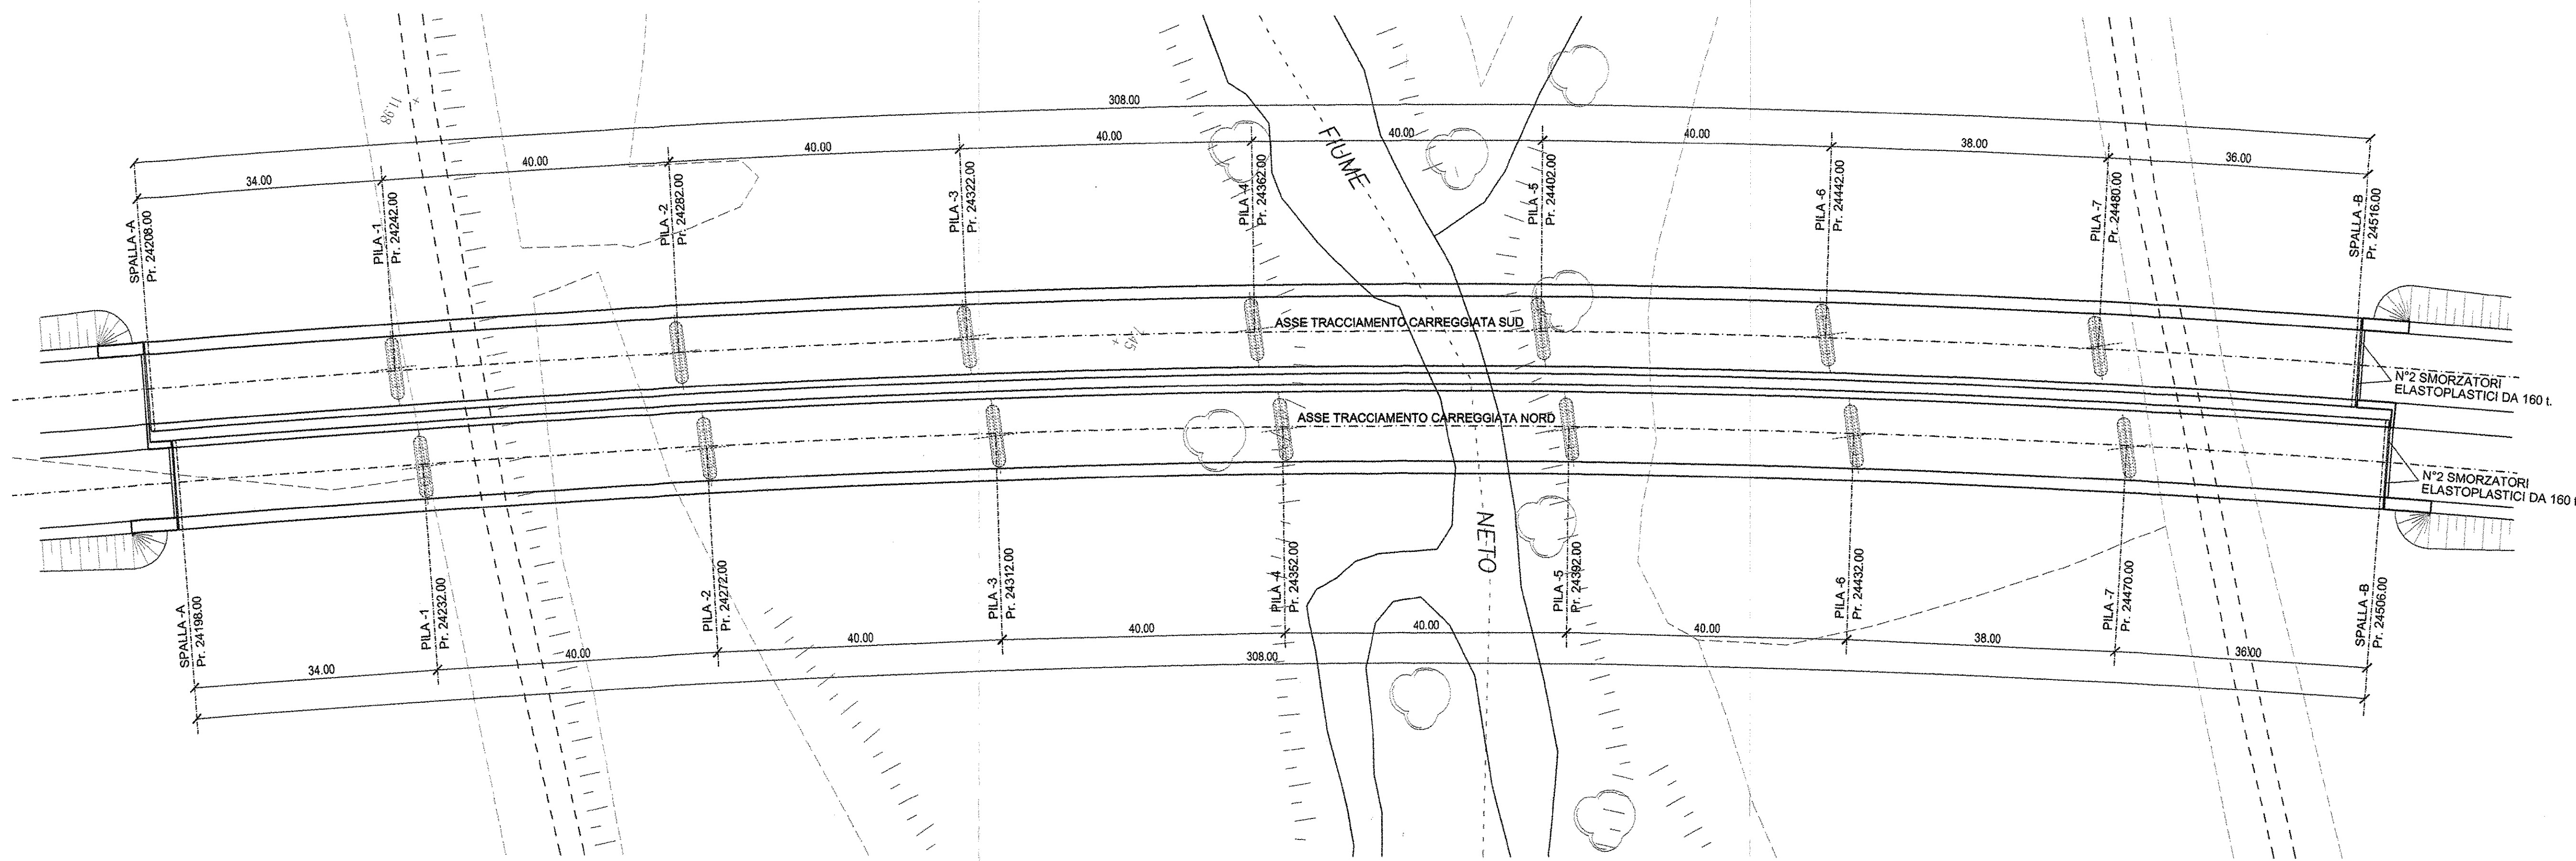 308.00
34.00
40.00
40.00
40.00
40.00
40.00
38.00
36.00
SPALLA -A
Pr. 24208.00
PILA -1
Pr. 24242.00
PILA -2
Pr. 24282.00
PILA -3
Pr. 24322.00
PILA -4
Pr. 24362.00
PILA -5
Pr. 24402.00
PILA -6
Pr. 24442.00
PILA -7
Pr. 24480.00
SPALLA -B
Pr. 24516.00
11.98
FIUME
NETO
ASSE TRACCIAMENTO CARREGGIATA SUD
ASSE TRACCIAMENTO CARREGGIATA NORD
N°2 SMORZATORI
ELASTOPLASTICI DA 160 t.
N°2 SMORZATORI
ELASTOPLASTICI DA 160 t
SPALLA -A
Pr. 24198.00
PILA -1
Pr. 24232.00
PILA -2
Pr. 24272.00
PILA -3
Pr. 24312.00
PILA -4
Pr. 24352.00
PILA -5
Pr. 24392.00
PILA -6
Pr. 24432.00
PILA -7
Pr. 24470.00
SPALLA -B
Pr. 24506.00
34.00
40.00
40.00
40.00
40.00
40.00
38.00
36.00
308.00